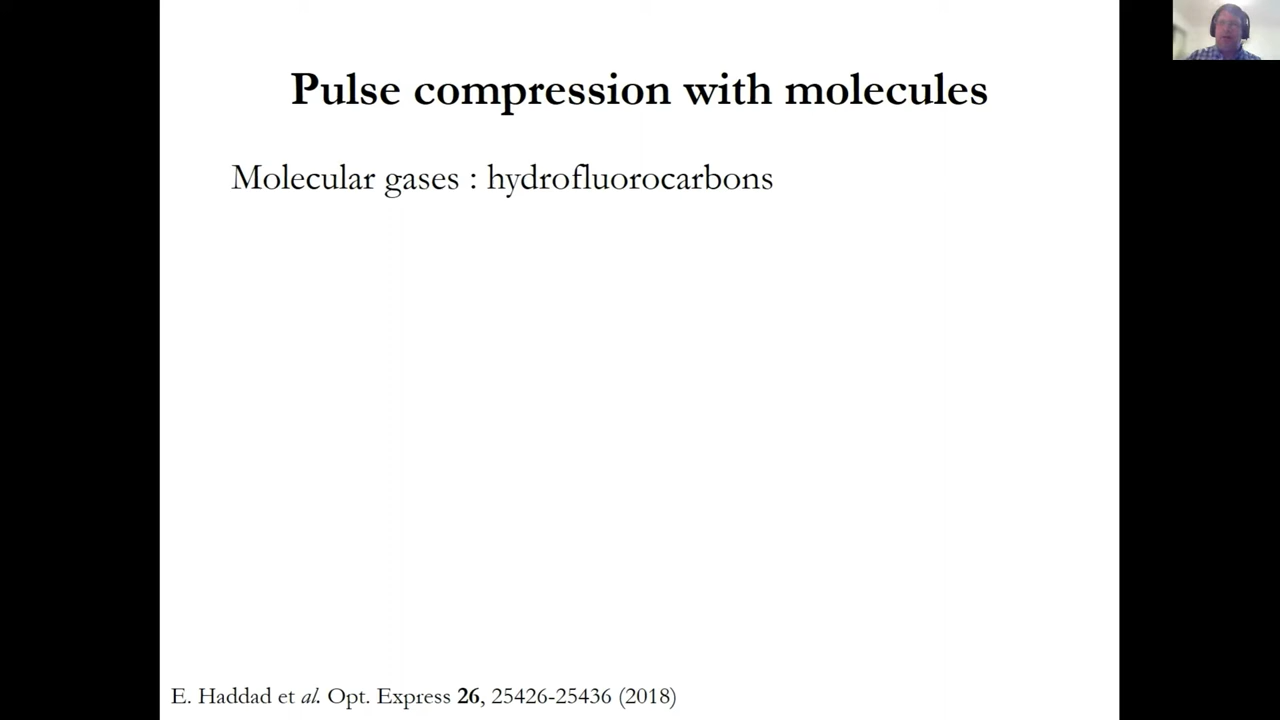 Pulse compression with molecules
Molecular gases : hydrofluorocarbons
E. Haddad et al. Opt. Express 26, 25426-25436 (2018)